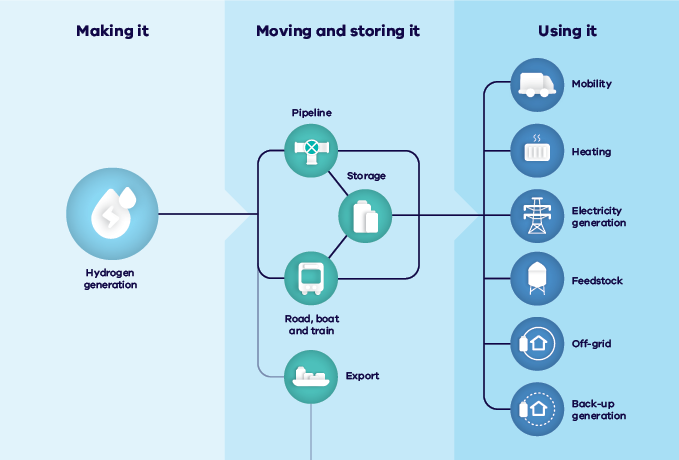 Making it
Moving and storing it
Using it
Hydrogen
generation
Pipeline
Storage
Road, boat
and train
Export
Mobility
Heating
Electricity
generation
Feedstock
Off-grid
Back-up
generation